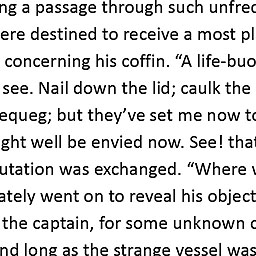 ng a passage through such unfre
ere destined to receive a most pl
concerning his coffin. “A life-buo
see. Nail down the lid; caulk the
equeg; but they’ve set me now to
ght well be envied now. See! that
utation was exchanged. “Where
ately went on to reveal his object
the captain, for some unknown
nd long as the strange vessel was